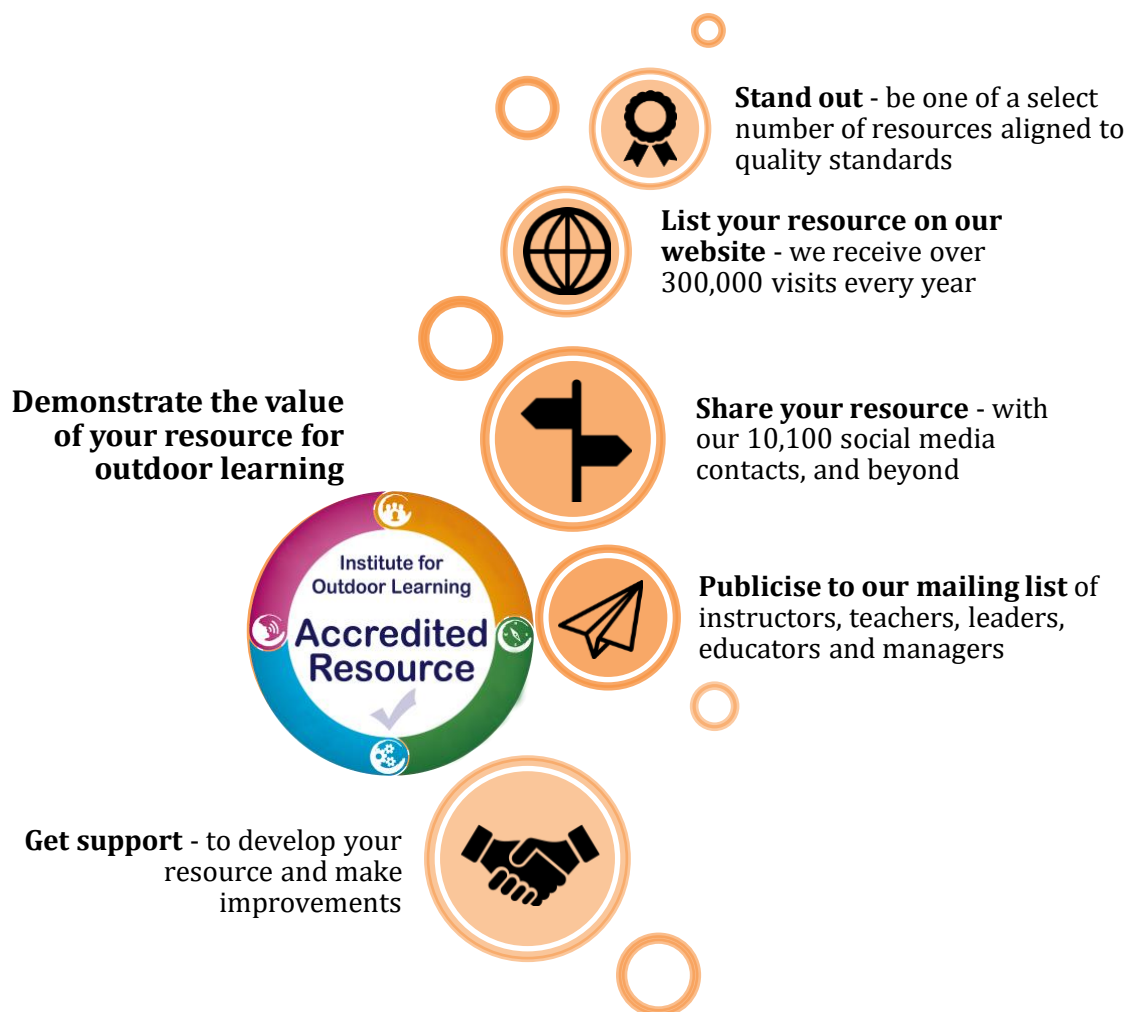 Stand out - be one of a select
number of resources aligned to
quality standards
List your resource on our
website - we receive over
300,000 visits every year
Demonstrate the value
of your resource for
outdoor learning
Share your resource - with
our 10,100 social media
contacts, and beyond
Institute for
Outdoor Learning
Accredited
Resource
Publicise to our mailing list of
instructors, teachers, leaders,
educators and managers
Get support - to develop your
resource and make
improvements